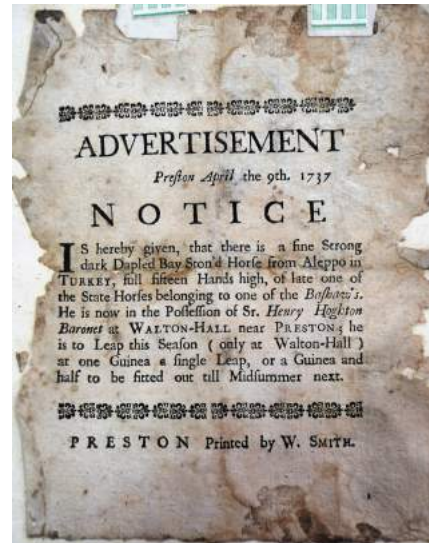 ADVERTISEMENT
Preſton April the 9th. 1737
NOTICE
IS hereby given, that there is a fine Strong
dark Dapled Bay Ston'd Horſe from Aleppo in
TURKEY, full fifteen Hands high, of late one of
the State Horſes belonging to one of the Baſhaw's.
He is now in the Poſſeſſion of Sr. Henry Hoghton
Baronet at WALTON-HALL near PRESTON; he
is to Leap this Seaſon ( only at Walton-Hall )
at one Guinea a ſingle Leap, or a Guinea and
half to be fitted out till Midſummer next.
PRESTON Printed by W. SMITH.